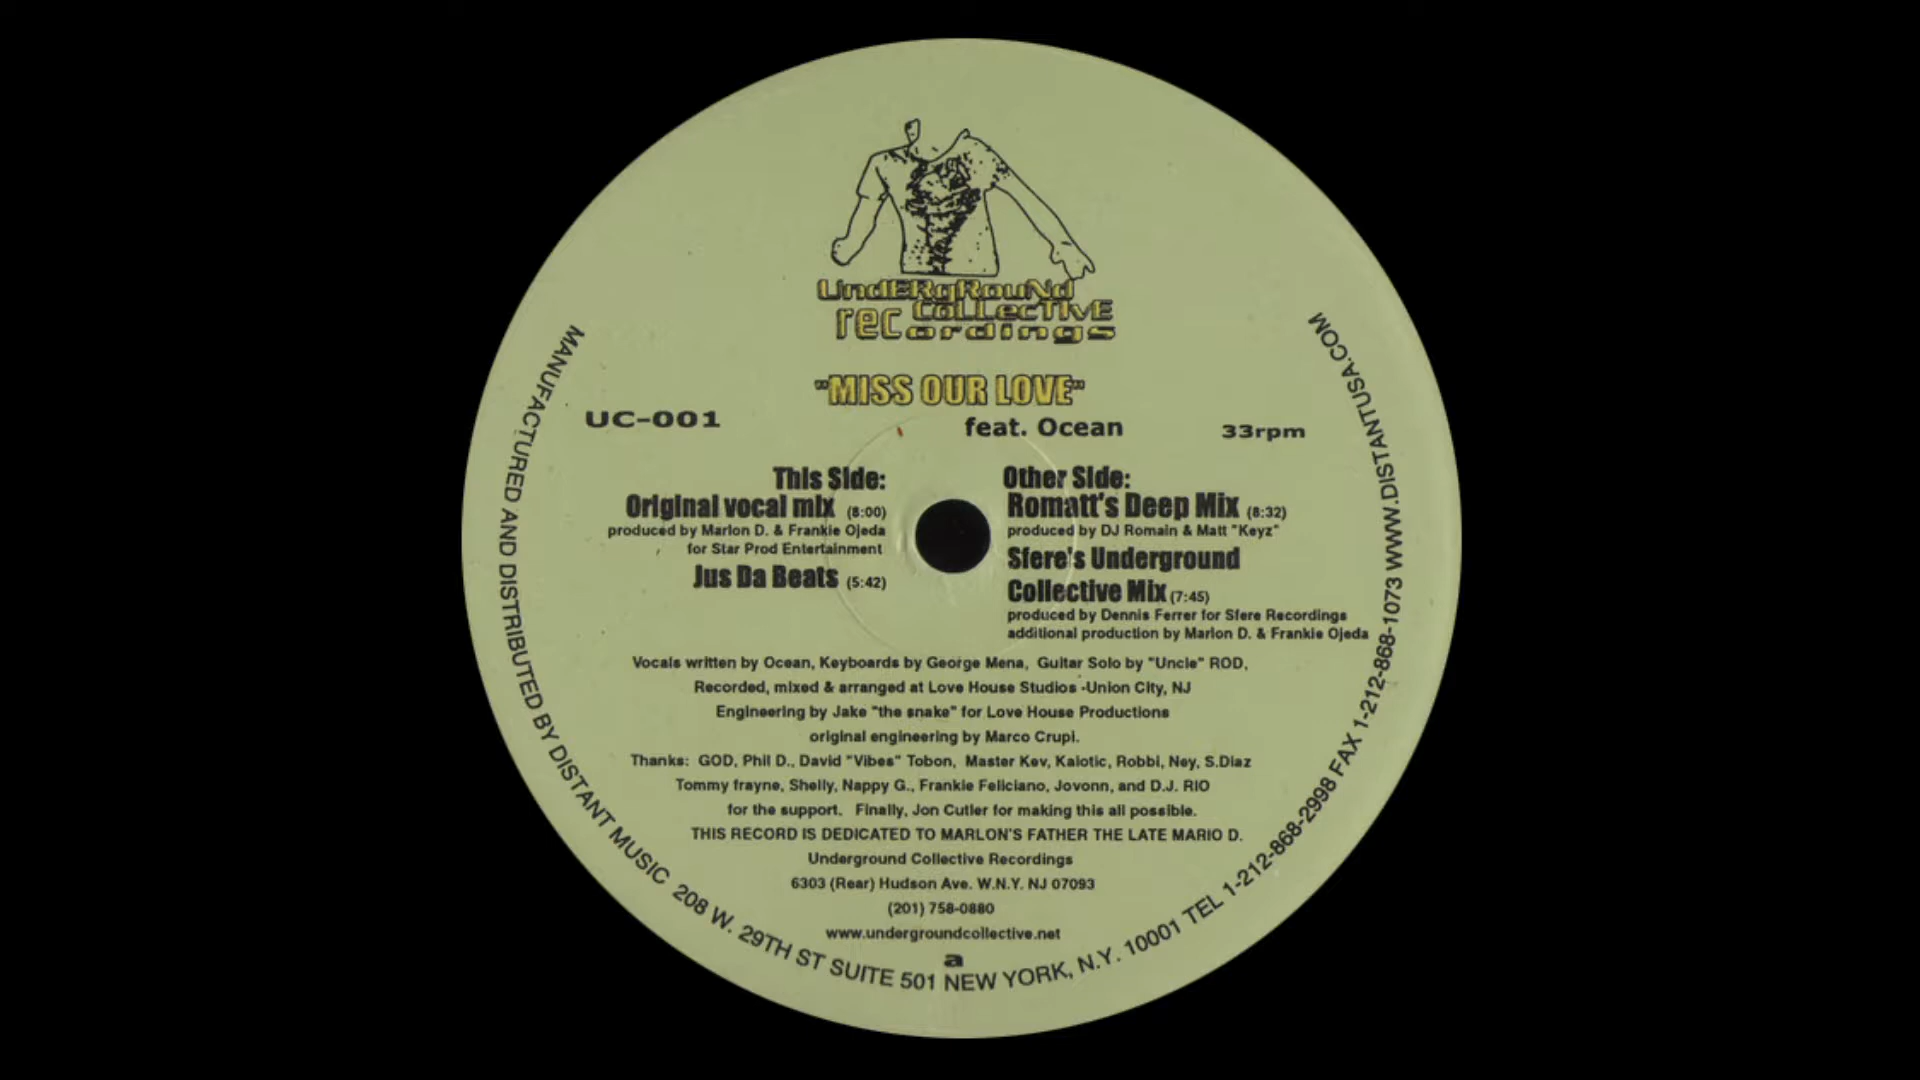 UndERgRouNd
CoLLecTIvE
recordings
"MISS OUR LOVE"
UC-001
feat. Ocean
33rpm
This Side:
Original vocal mix (8:00)
produced by Marlon D. & Frankie Ojeda
for Star Prod Entertainment
Jus Da Beats (5:42)
Other Side:
Romatt's Deep Mix (8:32)
produced by DJ Romain & Matt "Keyz"
Sfere's Underground
Collective Mix (7:45)
produced by Dennis Ferrer for Sfere Recordings
additional production by Marlon D. & Frankie Ojeda
Vocals written by Ocean, Keyboards by George Mena, Guitar Solo by "Uncle" ROD,
Recorded, mixed & arranged at Love House Studios -Union City, NJ
Engineering by Jake "the snake" for Love House Productions
original engineering by Marco Crupi.
Thanks: GOD, Phil D., David "Vibes" Tobon, Master Kev, Kaiotic, Robbi, Ney, S.Diaz
Tommy frayne, Shelly, Nappy G., Frankie Feliciano, Jovonn, and D.J. RIO
for the support. Finally, Jon Cutler for making this all possible.
THIS RECORD IS DEDICATED TO MARLON'S FATHER THE LATE MARIO D.
Underground Collective Recordings
6303 (Rear) Hudson Ave. W.N.Y. NJ 07093
(201) 758-0880
www.undergroundcollective.net
a
MANUFACTURED AND DISTRIBUTED BY DISTANT MUSIC 208 W. 29TH ST SUITE 501 NEW YORK, N.Y. 10001 TEL 1-212-868-2998 FAX 1-212-868-1073 WWW.DISTANTUSA.COM